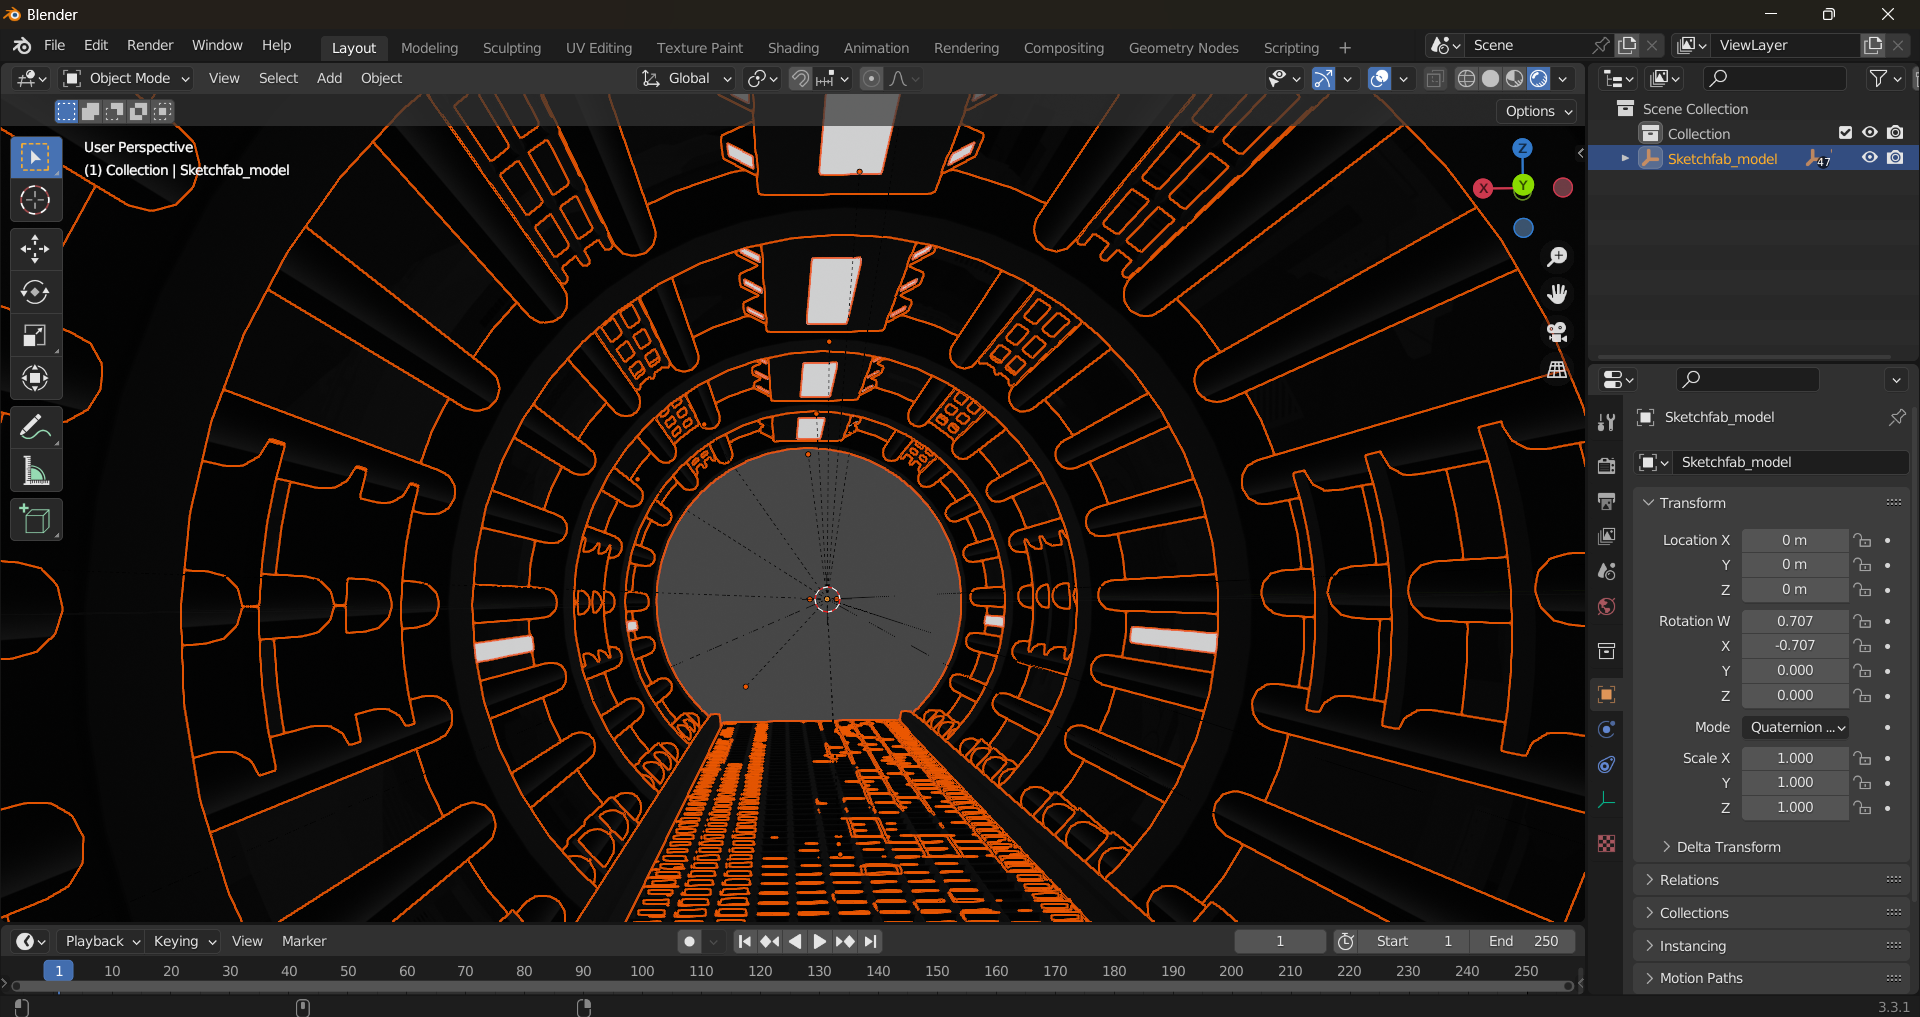 Blender
File Edit Render Window Help Layout Modeling Sculpting UV Editing Texture Paint Shading Animation Rendering Compositing Geometry Nodes Scripting + Scene ViewLayer
Object Mode View Select Add Object Global
Options
User Perspective
(1) Collection | Sketchfab_model
Z
X Y
Scene Collection
Collection
Sketchfab_model 47
Sketchfab_model
Sketchfab_model
Transform
Location X 0 m
Y 0 m
Z 0 m
Rotation W 0.707
X -0.707
Y 0.000
Z 0.000
Mode Quaternion ...
Scale X 1.000
Y 1.000
Z 1.000
Delta Transform
Relations
Collections
Instancing
Motion Paths
Playback Keying View Marker 1 Start 1 End 250
1 10 20 30 40 50 60 70 80 90 100 110 120 130 140 150 160 170 180 190 200 210 220 230 240 250
3.3.1